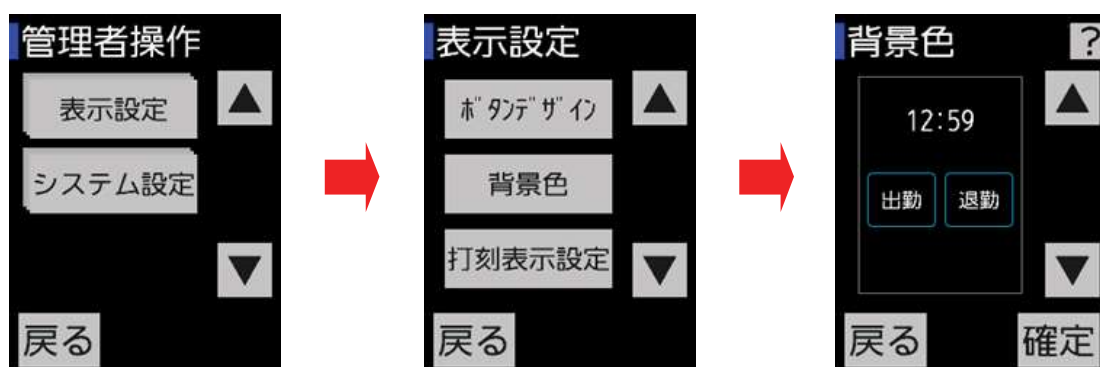 管理者操作
表示設定
▲
システム設定
▼
戻る
表示設定
ﾎﾞﾀﾝﾃﾞｻﾞｲﾝ
▲
背景色
打刻表示設定
▼
戻る
背景色
?
12:59
▲
出勤 退勤
▼
戻る 確定